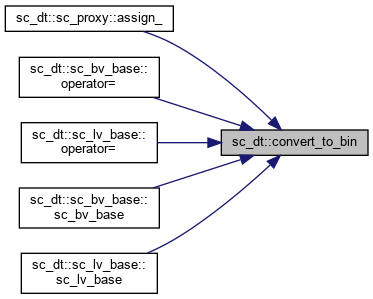 sc_dt::sc_proxy::assign_
sc_dt::sc_bv_base::
operator=
sc_dt::sc_lv_base::
operator=
sc_dt::convert_to_bin
sc_dt::sc_bv_base::
sc_bv_base
sc_dt::sc_lv_base::
sc_lv_base